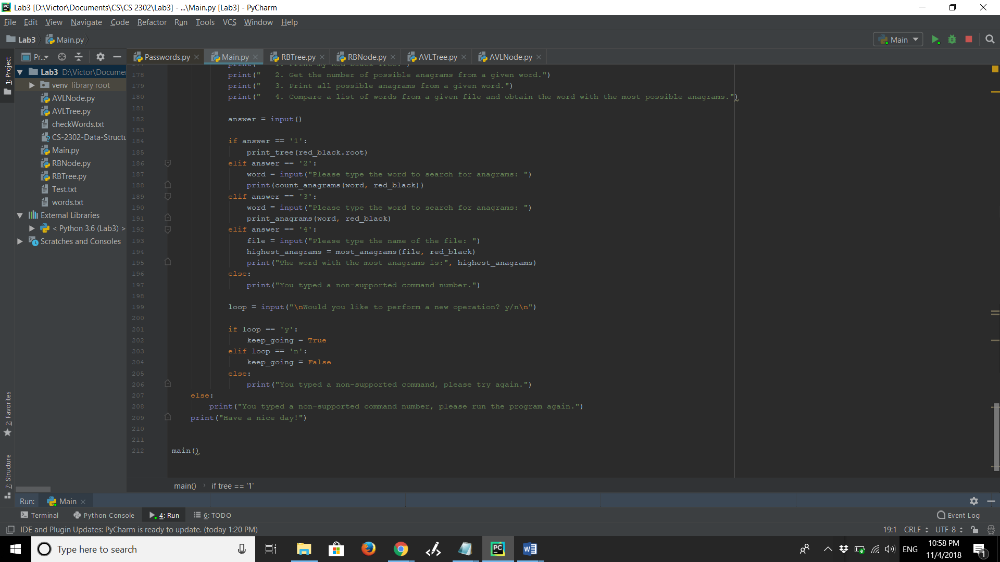 Lab3 [D:\Victor\Documents\CS\CS 2302\Lab3] - ...\Main.py [Lab3] - PyCharm
File Edit View Navigate Code Refactor Run Tools VCS Window Help
Lab3 Main.py Main
1: Project
Pr...
Passwords.py Main.py RBTree.py RBNode.py AVLTree.py AVLNode.py
Lab3 D:\Victor\Documer
venv library root
AVLNode.py
AVLTree.py
checkWords.txt
CS-2302-Data-Structu
Main.py
RBNode.py
RBTree.py
Test.txt
words.txt
External Libraries
< Python 3.6 (Lab3) >
Scratches and Consoles
2: Favorites
7: Structure
177 print("   1. Print my Red-Black Tree.")
178 print("   2. Get the number of possible anagrams from a given word.")
179 print("   3. Print all possible anagrams from a given word.")
180 print("   4. Compare a list of words from a given file and obtain the word with the most possible anagrams.")
181
182 answer = input()
183
184 if answer == '1':
185 print_tree(red_black.root)
186 elif answer == '2':
187 word = input("Please type the word to search for anagrams: ")
188 print(count_anagrams(word, red_black))
189 elif answer == '3':
190 word = input("Please type the word to search for anagrams: ")
191 print_anagrams(word, red_black)
192 elif answer == '4':
193 file = input("Please type the name of the file: ")
194 highest_anagrams = most_anagrams(file, red_black)
195 print("The word with the most anagrams is:", highest_anagrams)
196 else:
197 print("You typed a non-supported command number.")
198
199 loop = input("\nWould you like to perform a new operation? y/n\n")
200
201 if loop == 'y':
202 keep_going = True
203 elif loop == 'n':
204 keep_going = False
205 else:
206 print("You typed a non-supported command, please try again.")
207 else:
208 print("You typed a non-supported command number, please run the program again.")
209 print("Have a nice day!")
210
211
212 main()
main() › if tree == '1'
Run: Main
Terminal Python Console 4: Run 6: TODO Event Log
IDE and Plugin Updates: PyCharm is ready to update. (today 1:20 PM) 19:1 CRLF UTF-8
Type here to search
PC
ENG
10:58 PM
11/4/2018
1